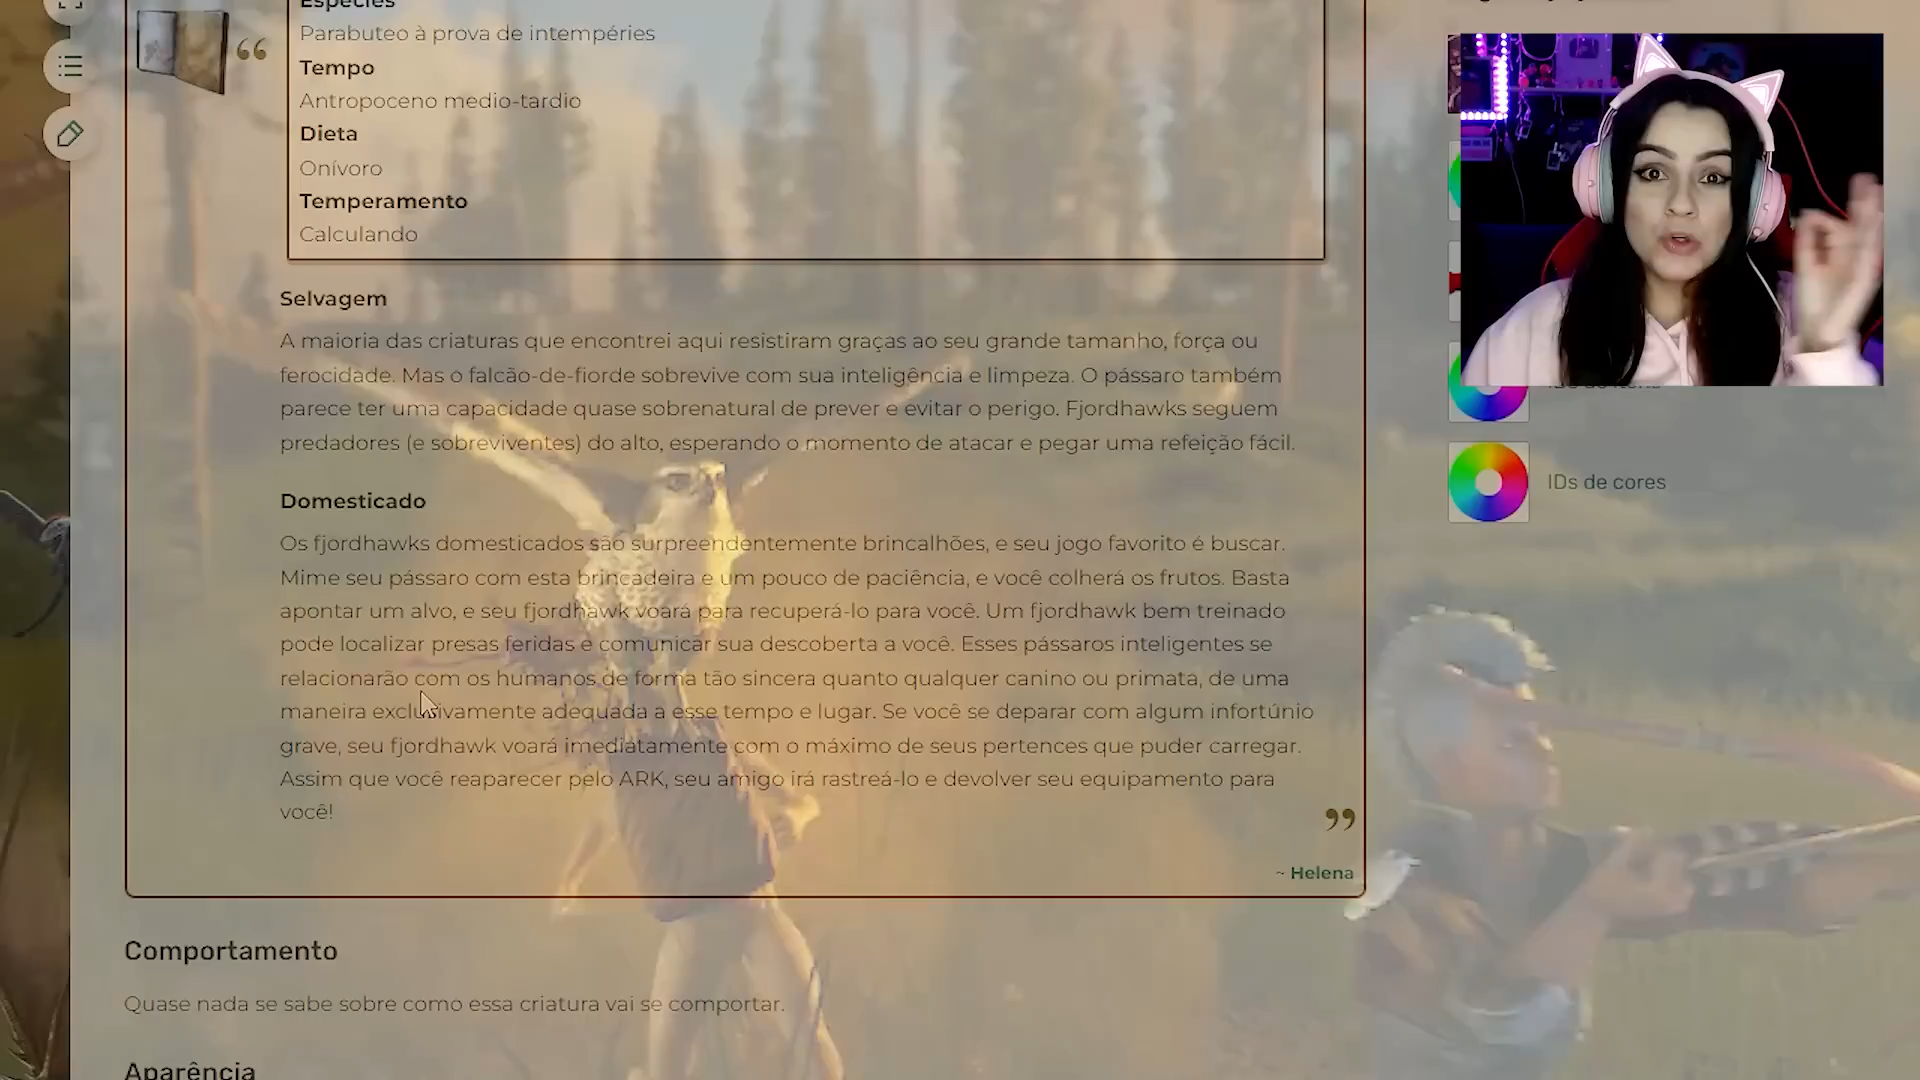 Espécies
Parabuteo à prova de intempéries
Tempo
Antropoceno medio-tardio
Dieta
Onívoro
Temperamento
Calculando
Selvagem
A maioria das criaturas que encontrei aqui resistiram graças ao seu grande tamanho, força ou
ferocidade. Mas o falcão-de-fiorde sobrevive com sua inteligência e limpeza. O pássaro também
parece ter uma capacidade quase sobrenatural de prever e evitar o perigo. Fjordhawks seguem
predadores (e sobreviventes) do alto, esperando o momento de atacar e pegar uma refeição fácil.
Domesticado
Os fjordhawks domesticados são surpreendentemente brincalhões, e seu jogo favorito é buscar.
Mime seu pássaro com esta brincadeira e um pouco de paciência, e você colherá os frutos. Basta
apontar um alvo, e seu fjordhawk voará para recuperá-lo para você. Um fjordhawk bem treinado
pode localizar presas feridas e comunicar sua descoberta a você. Esses pássaros inteligentes se
relacionarão com os humanos de forma tão sincera quanto qualquer canino ou primata, de uma
maneira exclusivamente adequada a esse tempo e lugar. Se você se deparar com algum infortúnio
grave, seu fjordhawk voará imediatamente com o máximo de seus pertences que puder carregar.
Assim que você reaparecer pelo ARK, seu amigo irá rastreá-lo e devolver seu equipamento para
você!
~ Helena
Comportamento
Quase nada se sabe sobre como essa criatura vai se comportar.
Aparência
IDs de cores